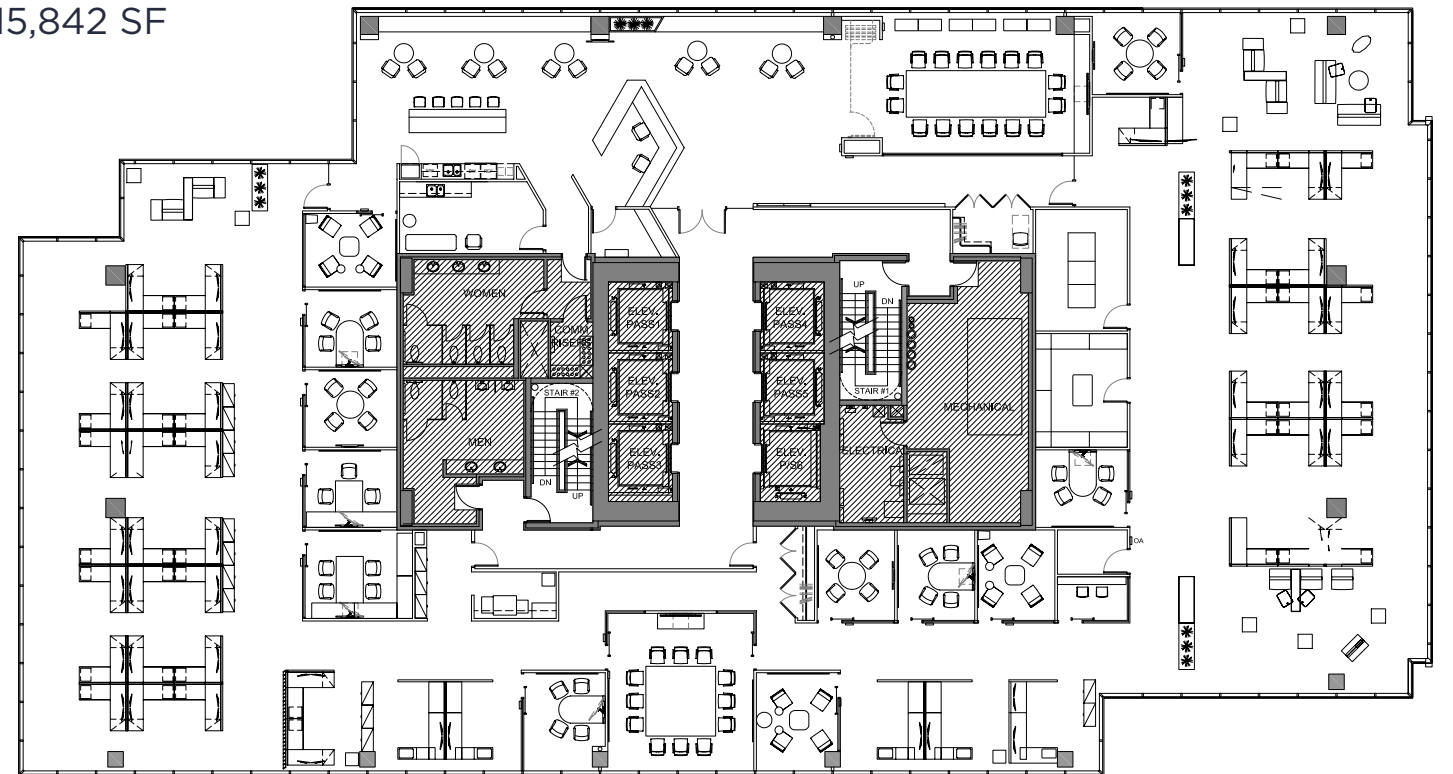 15,842 SF
WOMEN
ELEV.
PASS1
ELEV.
PASS4
UP
DN
COMM
RISER
X
ELEV.
PASS2
ELEV.
PASS5
STAIR #2
STAIR #1
MECHANICAL
MEN
ELEV.
PASS3
ELEV.
P/S6
ELECTRICAL
DN
UP
OA